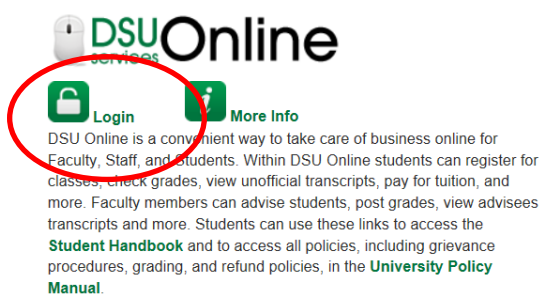 DSUOnline
services
Login More Info
DSU Online is a convenient way to take care of business online for
Faculty, Staff, and Students. Within DSU Online students can register for
classes, check grades, view unofficial transcripts, pay for tuition, and
more. Faculty members can advise students, post grades, view advisees
transcripts and more. Students can use these links to access the
Student Handbook and to access all policies, including grievance
procedures, grading, and refund policies, in the University Policy
Manual.